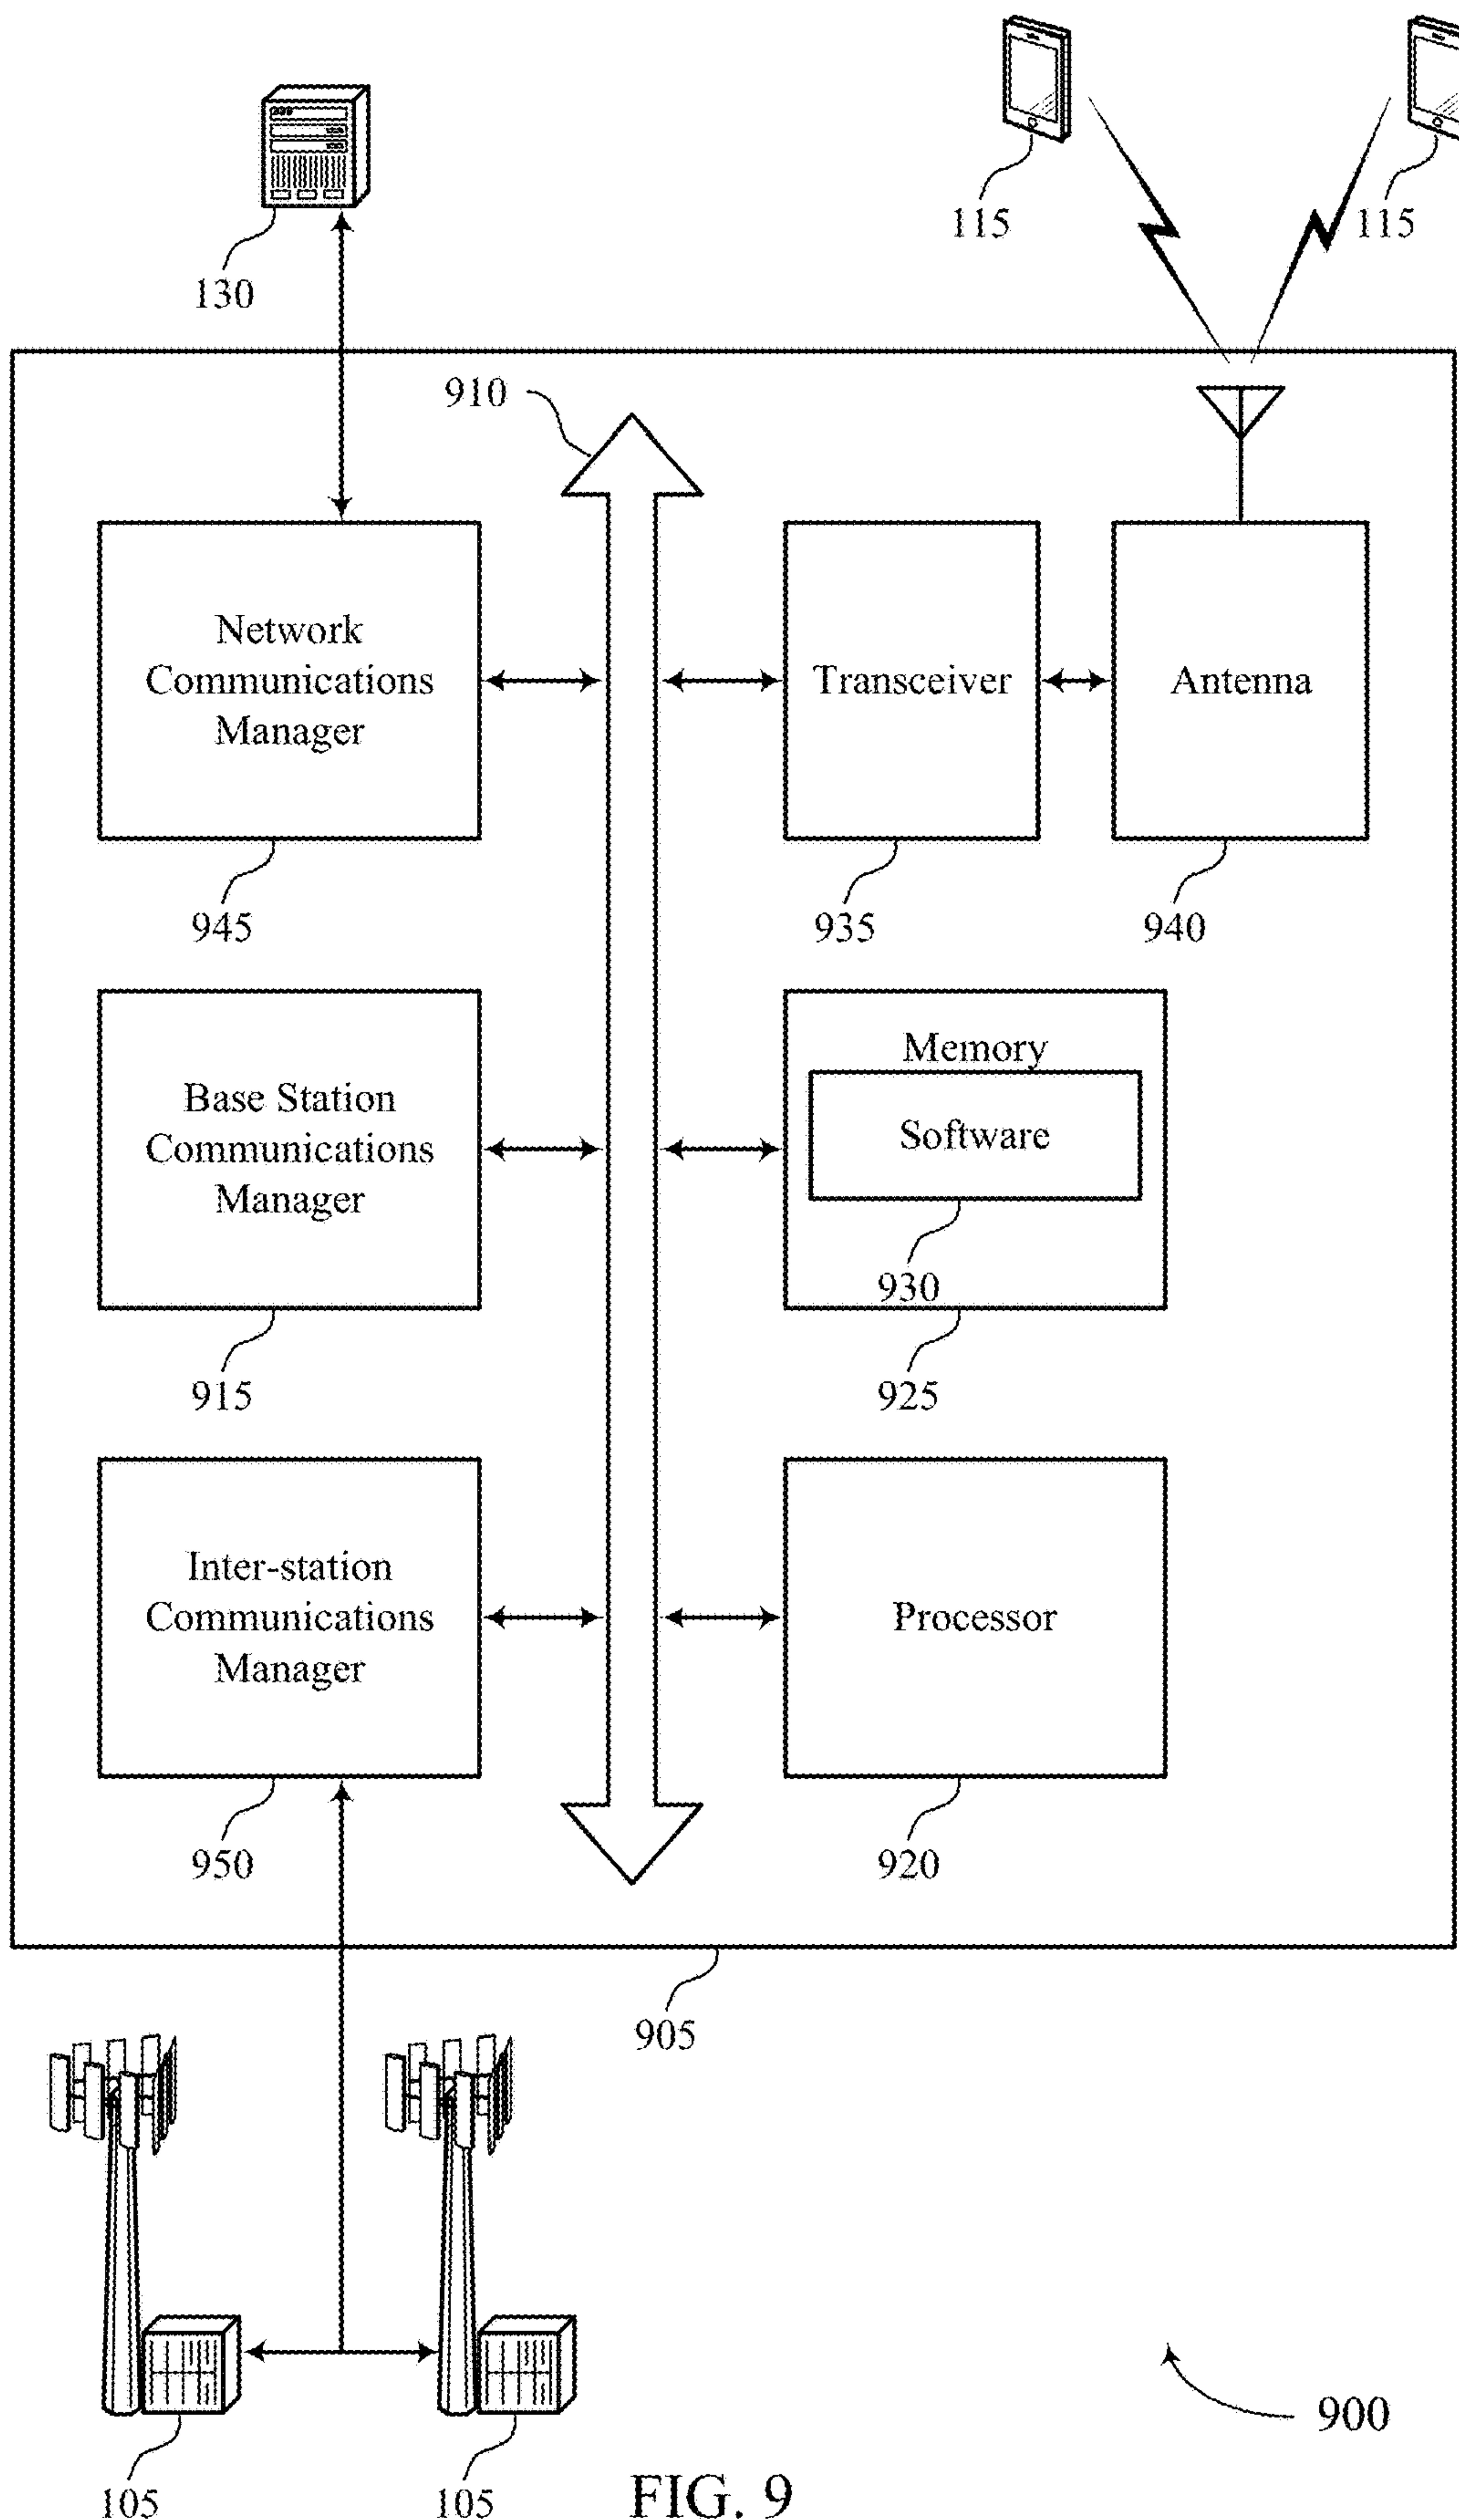 130
115
115
910
Network
Communications
Manager
Transceiver
Antenna
945
935
940
Base Station
Communications
Manager
Memory
Software
930
915
925
Inter-station
Communications
Manager
Processor
950
920
905
900
105
105
FIG. 9